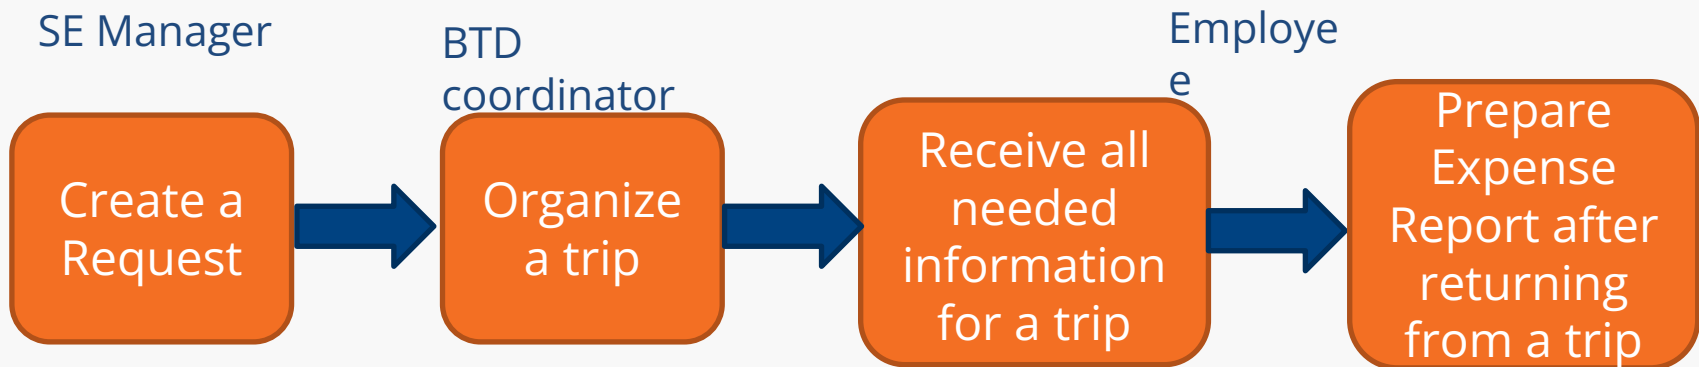 SE Manager
BTD
coordinator
Employe
e
Create a
Request
Organize
a trip
Receive all
needed
information
for a trip
Prepare
Expense
Report after
returning
from a trip